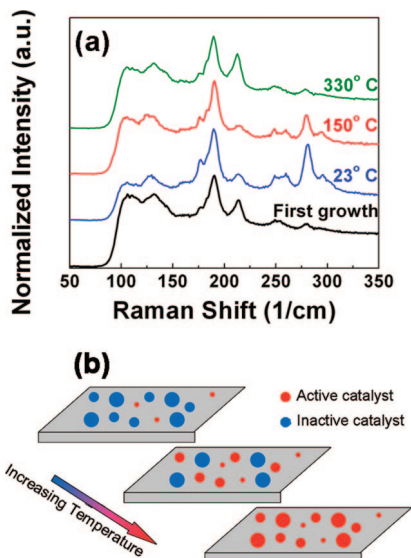 (a)
Normalized Intensity (a.u.)
330° C
150° C
23° C
First growth
50 100 150 200 250 300 350
Raman Shift (1/cm)
(b)
Active catalyst
Inactive catalyst
Increasing Temperature